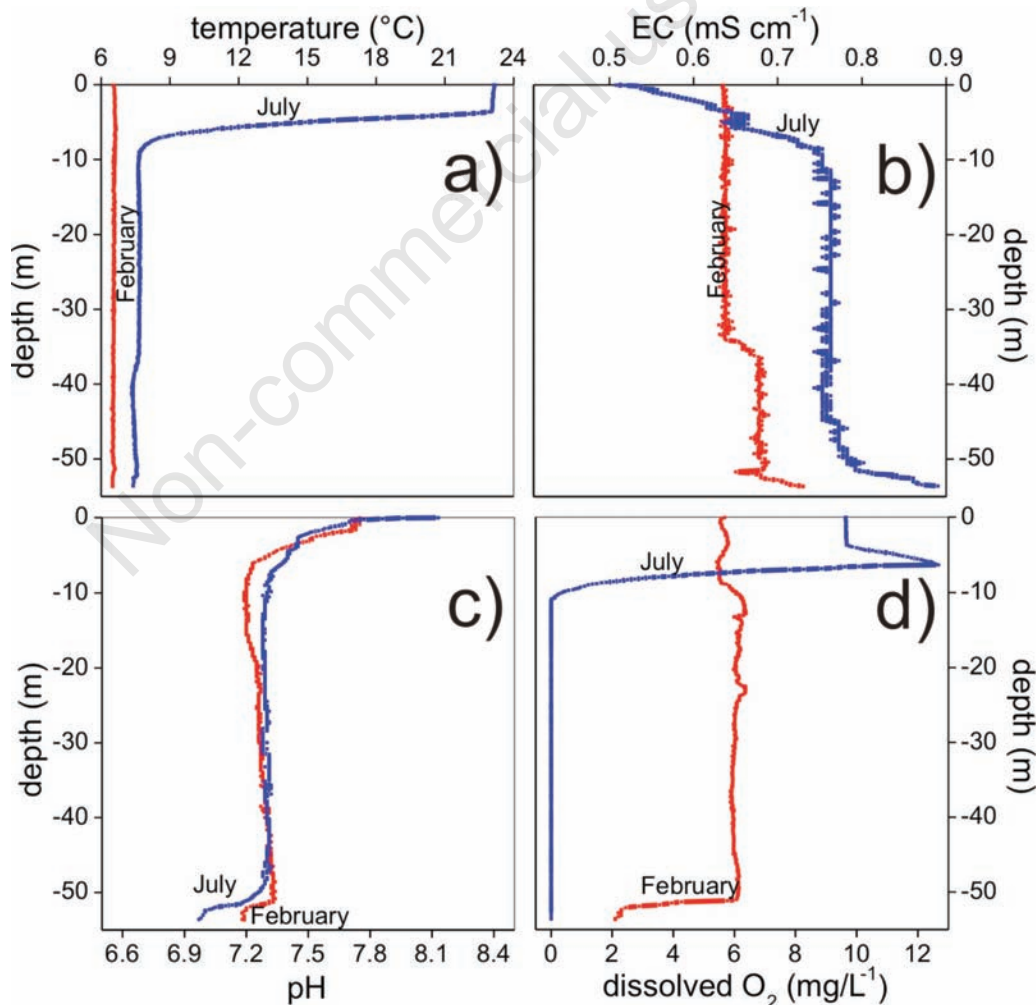 temperature (°C)
6 9 12 15 18 21 24
EC (mS cm⁻¹)
0.5 0.6 0.7 0.8 0.9
0
-10
-20
-30
-40
-50
depth (m)
July
February
a)
0
-10
-20
-30
-40
-50
depth (m)
July
February
b)
0
-10
-20
-30
-40
-50
depth (m)
c)
July
February
6.6 6.9 7.2 7.5 7.8 8.1 8.4
pH
0
-10
-20
-30
-40
-50
depth (m)
July
d)
February
0 2 4 6 8 10 12
dissolved O₂ (mg/L⁻¹)
Non-commercial us